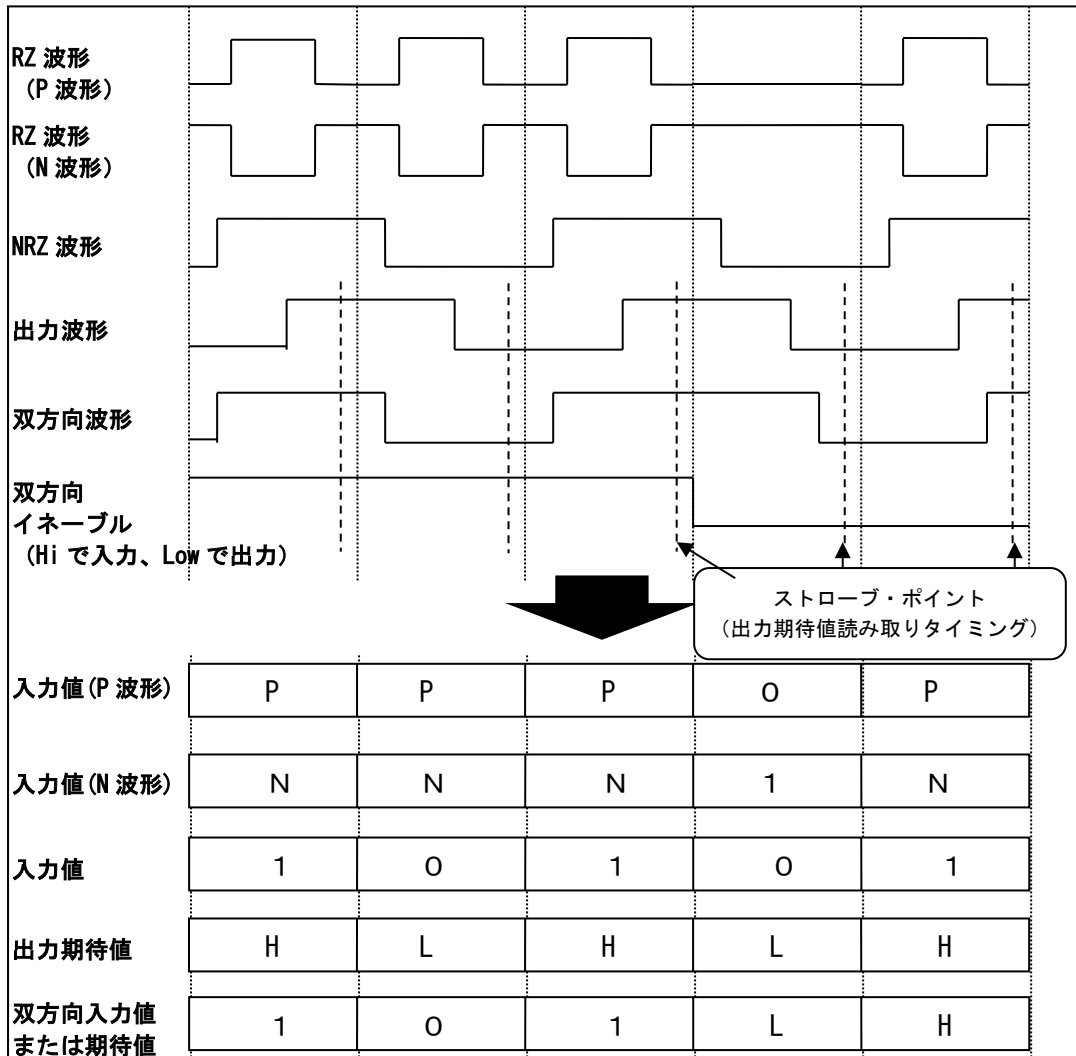 RZ 波形
(P 波形)
RZ 波形
(N 波形)
NRZ 波形
出力波形
双方向波形
双方向
イネーブル
(Hi で入力、Low で出力)
ストローブ・ポイント
(出力期待値読み取りタイミング)
入力値(P 波形) P P P 0 P
入力値(N 波形) N N N 1 N
入力値 1 0 1 0 1
出力期待値 H L H L H
双方向入力値
または期待値 1 0 1 L H